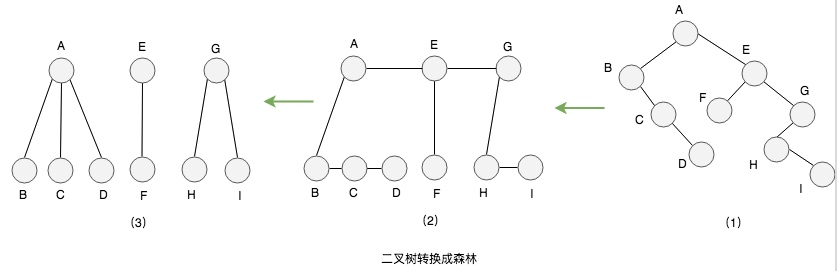 A E G
B C D F H I
(3)
A E G
B C D F H I
(2)
A
B E
F G
C
D H
I
(1)
二叉树转换成森林